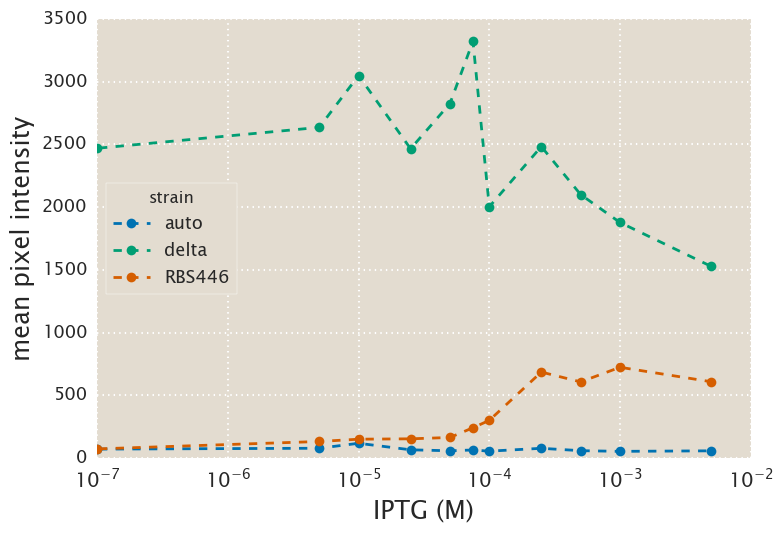 3500
3000
2500
2000
1500
1000
500
0
mean pixel intensity
strain
auto
delta
RBS446
10⁻⁷ 10⁻⁶ 10⁻⁵ 10⁻⁴ 10⁻³ 10⁻²
IPTG (M)